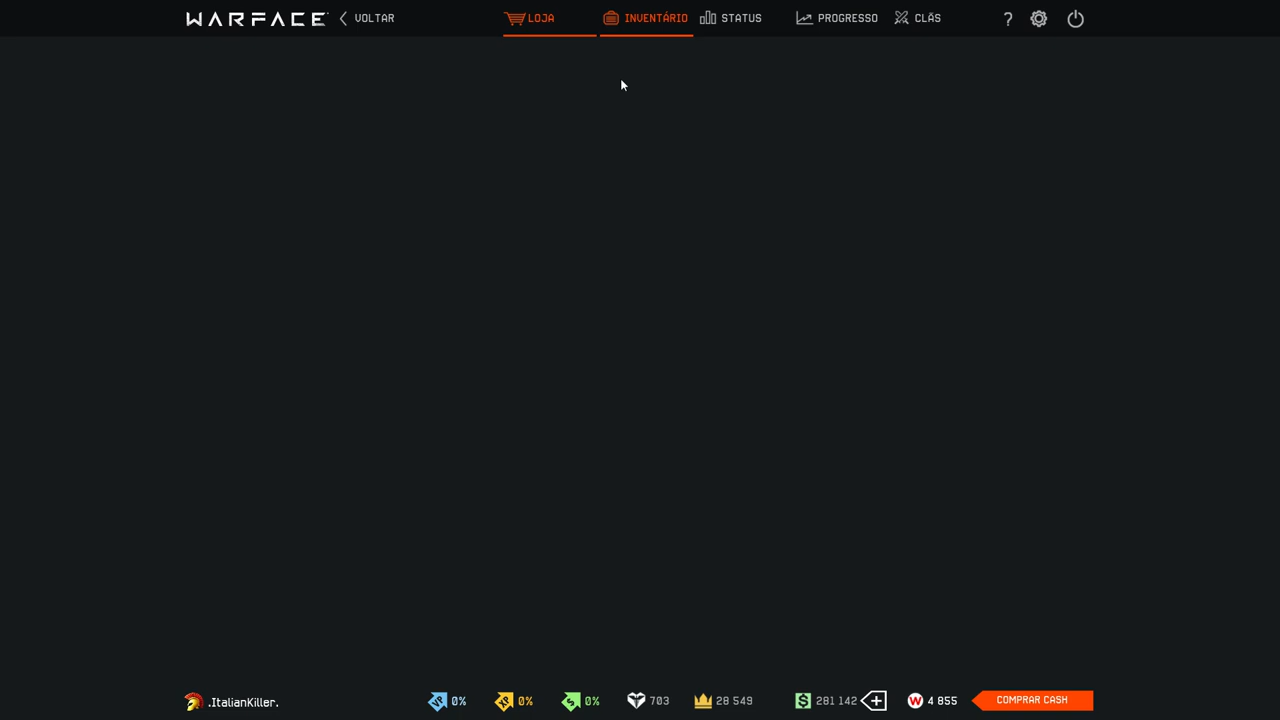 WARFACE VOLTAR LOJA INVENTÁRIO STATUS PROGRESSO CLÃS ?
.ItalianKiller. 0% 0% 0% 703 28 549 $ 281 142 W 4 855 COMPRAR CASH